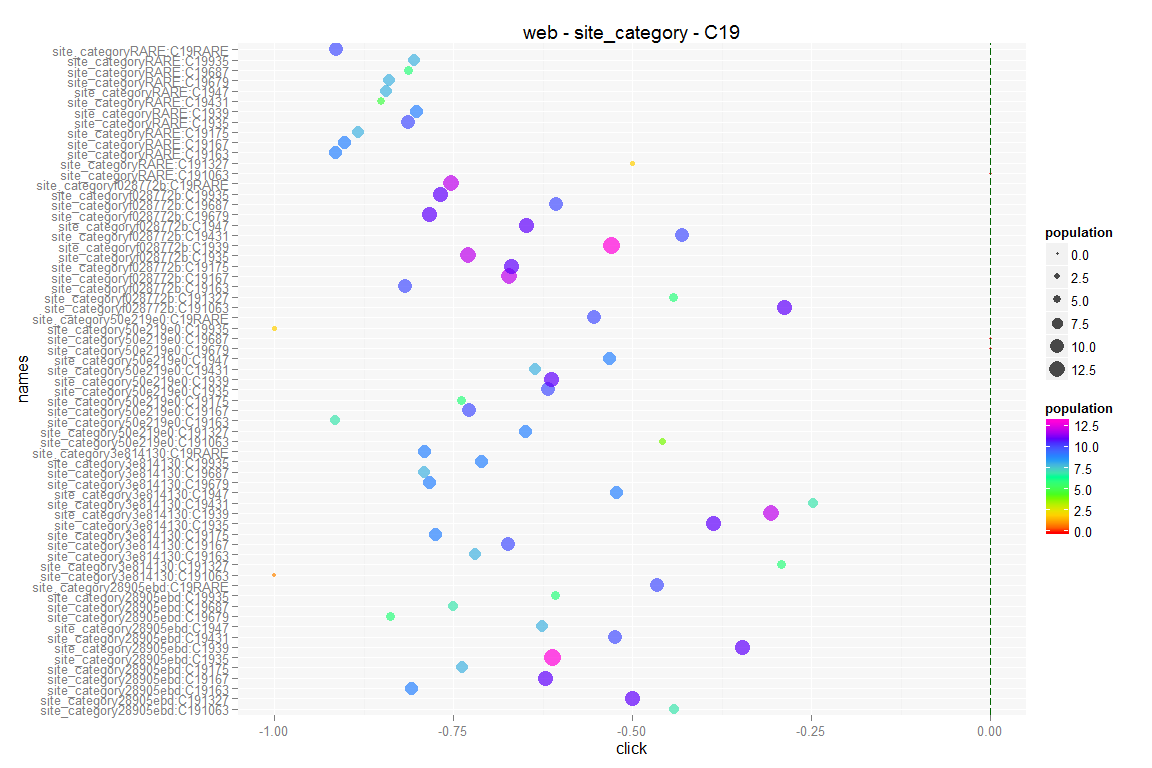 web - site_category - C19
names
site_categoryRARE:C19RARE
site_categoryRARE:C19935
site_categoryRARE:C19687
site_categoryRARE:C19679
site_categoryRARE:C1947
site_categoryRARE:C19431
site_categoryRARE:C1939
site_categoryRARE:C1935
site_categoryRARE:C19175
site_categoryRARE:C19167
site_categoryRARE:C19163
site_categoryRARE:C191327
site_categoryRARE:C191063
site_categoryf028772b:C19RARE
site_categoryf028772b:C19935
site_categoryf028772b:C19687
site_categoryf028772b:C19679
site_categoryf028772b:C1947
site_categoryf028772b:C19431
site_categoryf028772b:C1939
site_categoryf028772b:C1935
site_categoryf028772b:C19175
site_categoryf028772b:C19167
site_categoryf028772b:C19163
site_categoryf028772b:C191327
site_categoryf028772b:C191063
site_category50e219e0:C19RARE
site_category50e219e0:C19935
site_category50e219e0:C19687
site_category50e219e0:C19679
site_category50e219e0:C1947
site_category50e219e0:C19431
site_category50e219e0:C1939
site_category50e219e0:C1935
site_category50e219e0:C19175
site_category50e219e0:C19167
site_category50e219e0:C19163
site_category50e219e0:C191327
site_category50e219e0:C191063
site_category3e814130:C19RARE
site_category3e814130:C19935
site_category3e814130:C19687
site_category3e814130:C19679
site_category3e814130:C1947
site_category3e814130:C19431
site_category3e814130:C1939
site_category3e814130:C1935
site_category3e814130:C19175
site_category3e814130:C19167
site_category3e814130:C19163
site_category3e814130:C191327
site_category3e814130:C191063
site_category28905ebd:C19RARE
site_category28905ebd:C19935
site_category28905ebd:C19687
site_category28905ebd:C19679
site_category28905ebd:C1947
site_category28905ebd:C19431
site_category28905ebd:C1939
site_category28905ebd:C1935
site_category28905ebd:C19175
site_category28905ebd:C19167
site_category28905ebd:C19163
site_category28905ebd:C191327
site_category28905ebd:C191063
-1.00 -0.75 -0.50 -0.25 0.00
click
population
0.0
2.5
5.0
7.5
10.0
12.5
population
12.5
10.0
7.5
5.0
2.5
0.0